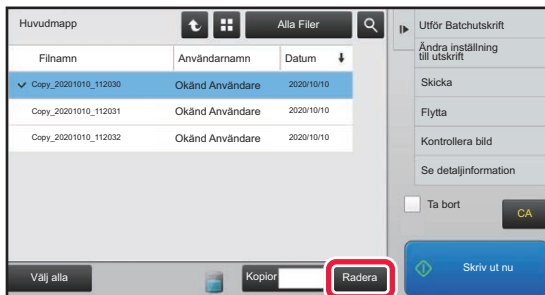 Huvudmapp
Alla Filer
Filnamn Användarnamn Datum
Copy_20201010_112030 Okänd Användare 2020/10/10
Copy_20201010_112031 Okänd Användare 2020/10/10
Copy_20201010_112032 Okänd Användare 2020/10/10
Välj alla
Kopior
Radera
Utför Batchutskrift
Ändra inställning
till utskrift
Skicka
Flytta
Kontrollera bild
Se detaljinformation
Ta bort
CA
Skriv ut nu